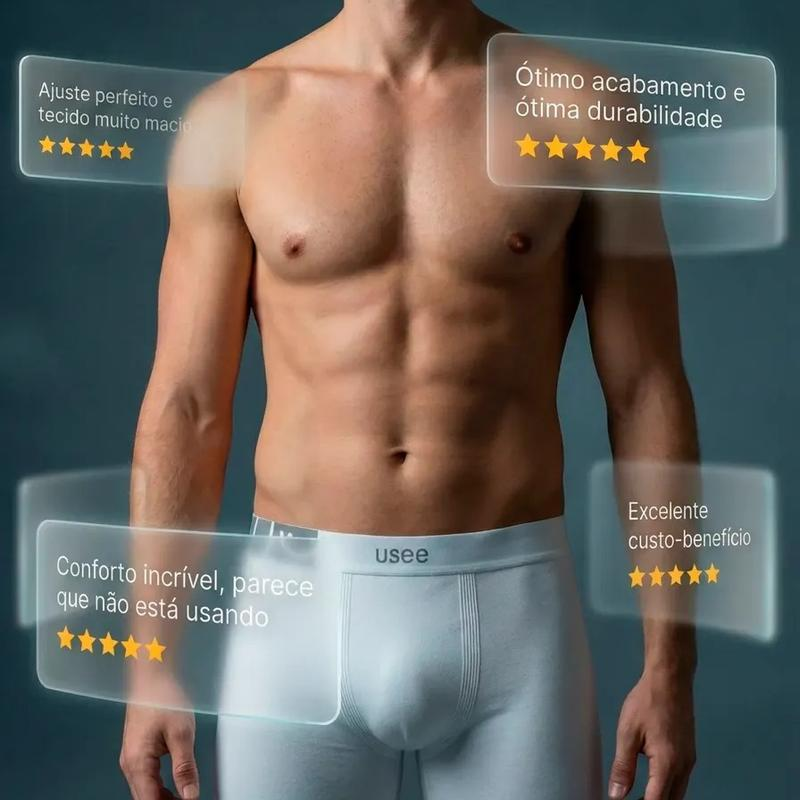 Ajuste perfeito e
tecido muito macio
Ótimo acabamento e
ótima durabilidade
usee
Conforto incrível, parece
que não está usando
Excelente
custo-benefício